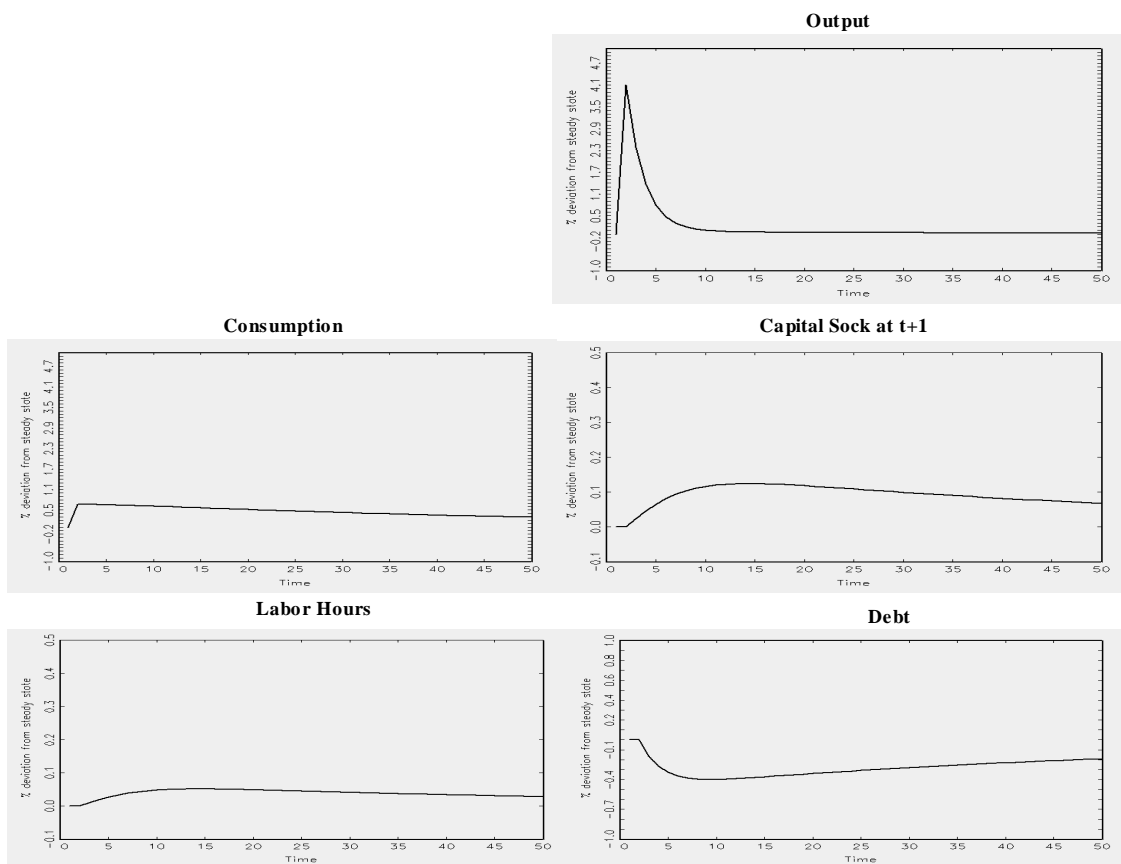 Output
% deviation from steady state
−1.0 −0.2 0.5 1.1 1.7 2.3 2.9 3.5 4.1 4.7
0 5 10 15 20 25 30 35 40 45 50
Time
Consumption
% deviation from steady state
−1.0 −0.2 0.5 1.1 1.7 2.3 2.9 3.5 4.1 4.7
0 5 10 15 20 25 30 35 40 45 50
Time
Capital Sock at t+1
% deviation from steady state
−0.1 0.0 0.1 0.2 0.3 0.4 0.5
0 5 10 15 20 25 30 35 40 45 50
Time
Labor Hours
% deviation from steady state
−0.1 0.0 0.1 0.2 0.3 0.4 0.5
0 5 10 15 20 25 30 35 40 45 50
Time
Debt
% deviation from steady state
−1.0 −0.7 −0.4 −0.1 0.2 0.4 0.6 0.8 1.0
0 5 10 15 20 25 30 35 40 45 50
Time